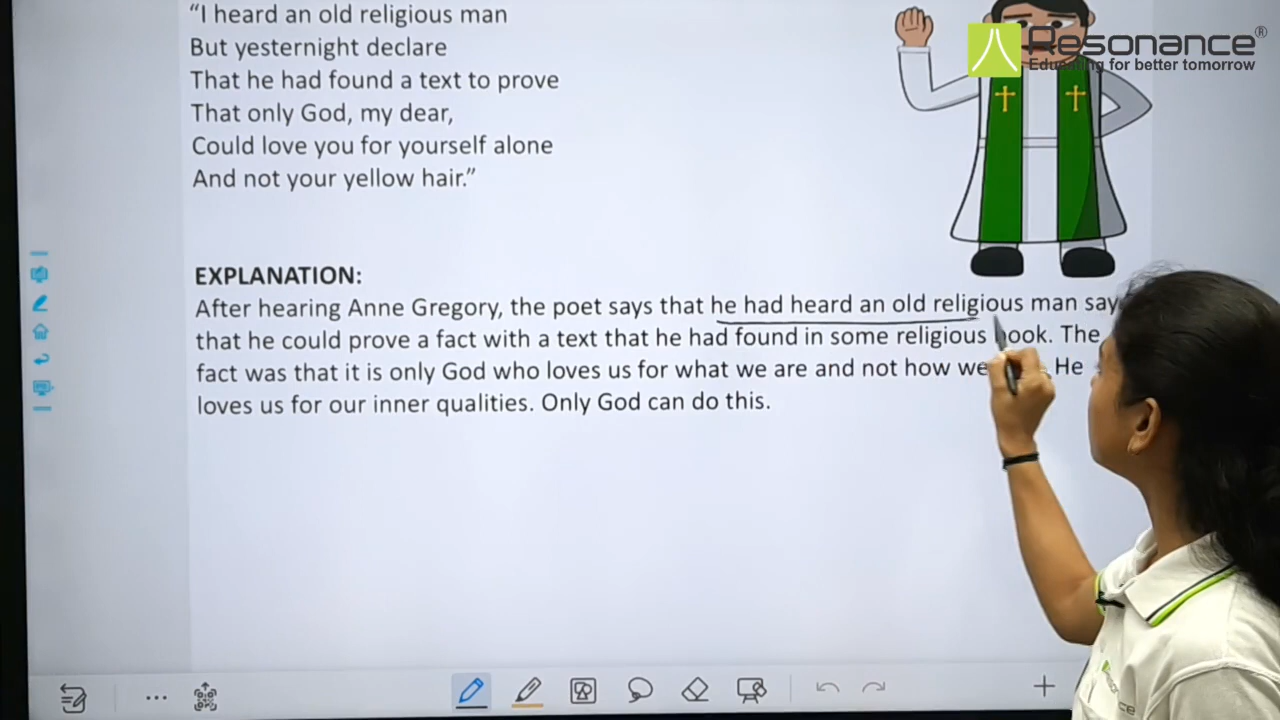 “I heard an old religious man
But yesternight declare
That he had found a text to prove
That only God, my dear,
Could love you for yourself alone
And not your yellow hair.”
Resonance®
Educating for better tomorrow
EXPLANATION:
After hearing Anne Gregory, the poet says that he had heard an old religious man say
that he could prove a fact with a text that he had found in some religious book. The
fact was that it is only God who loves us for what we are and not how we He
loves us for our inner qualities. Only God can do this.